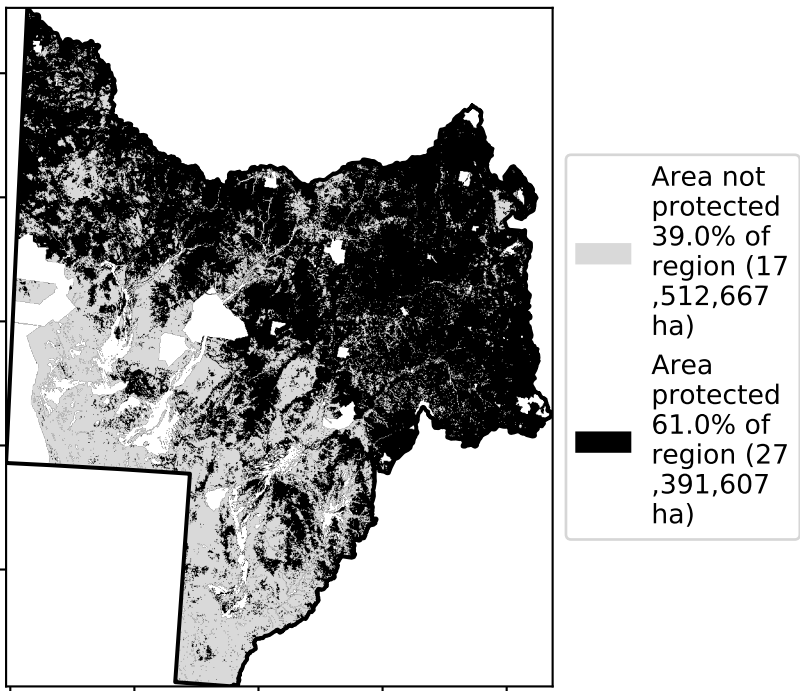 Area not
protected
39.0% of
region (17
,512,667
ha)
Area
protected
61.0% of
region (27
,391,607
ha)